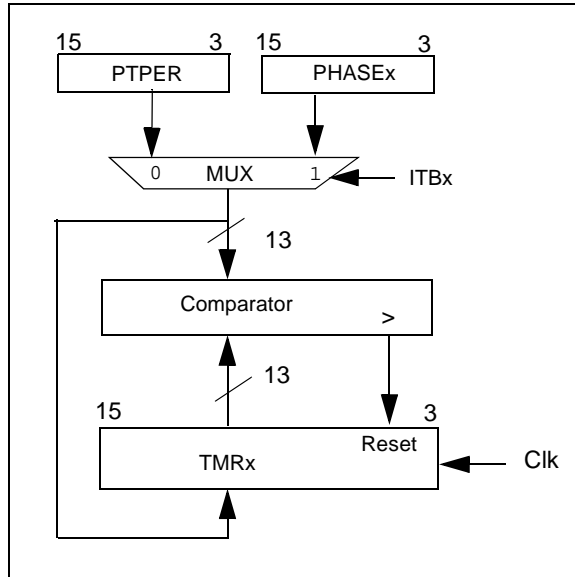 15 3 15 3
PTPER PHASEx
0 MUX 1 ITBx
13
Comparator
>
13
15 3
Reset
TMRx Clk